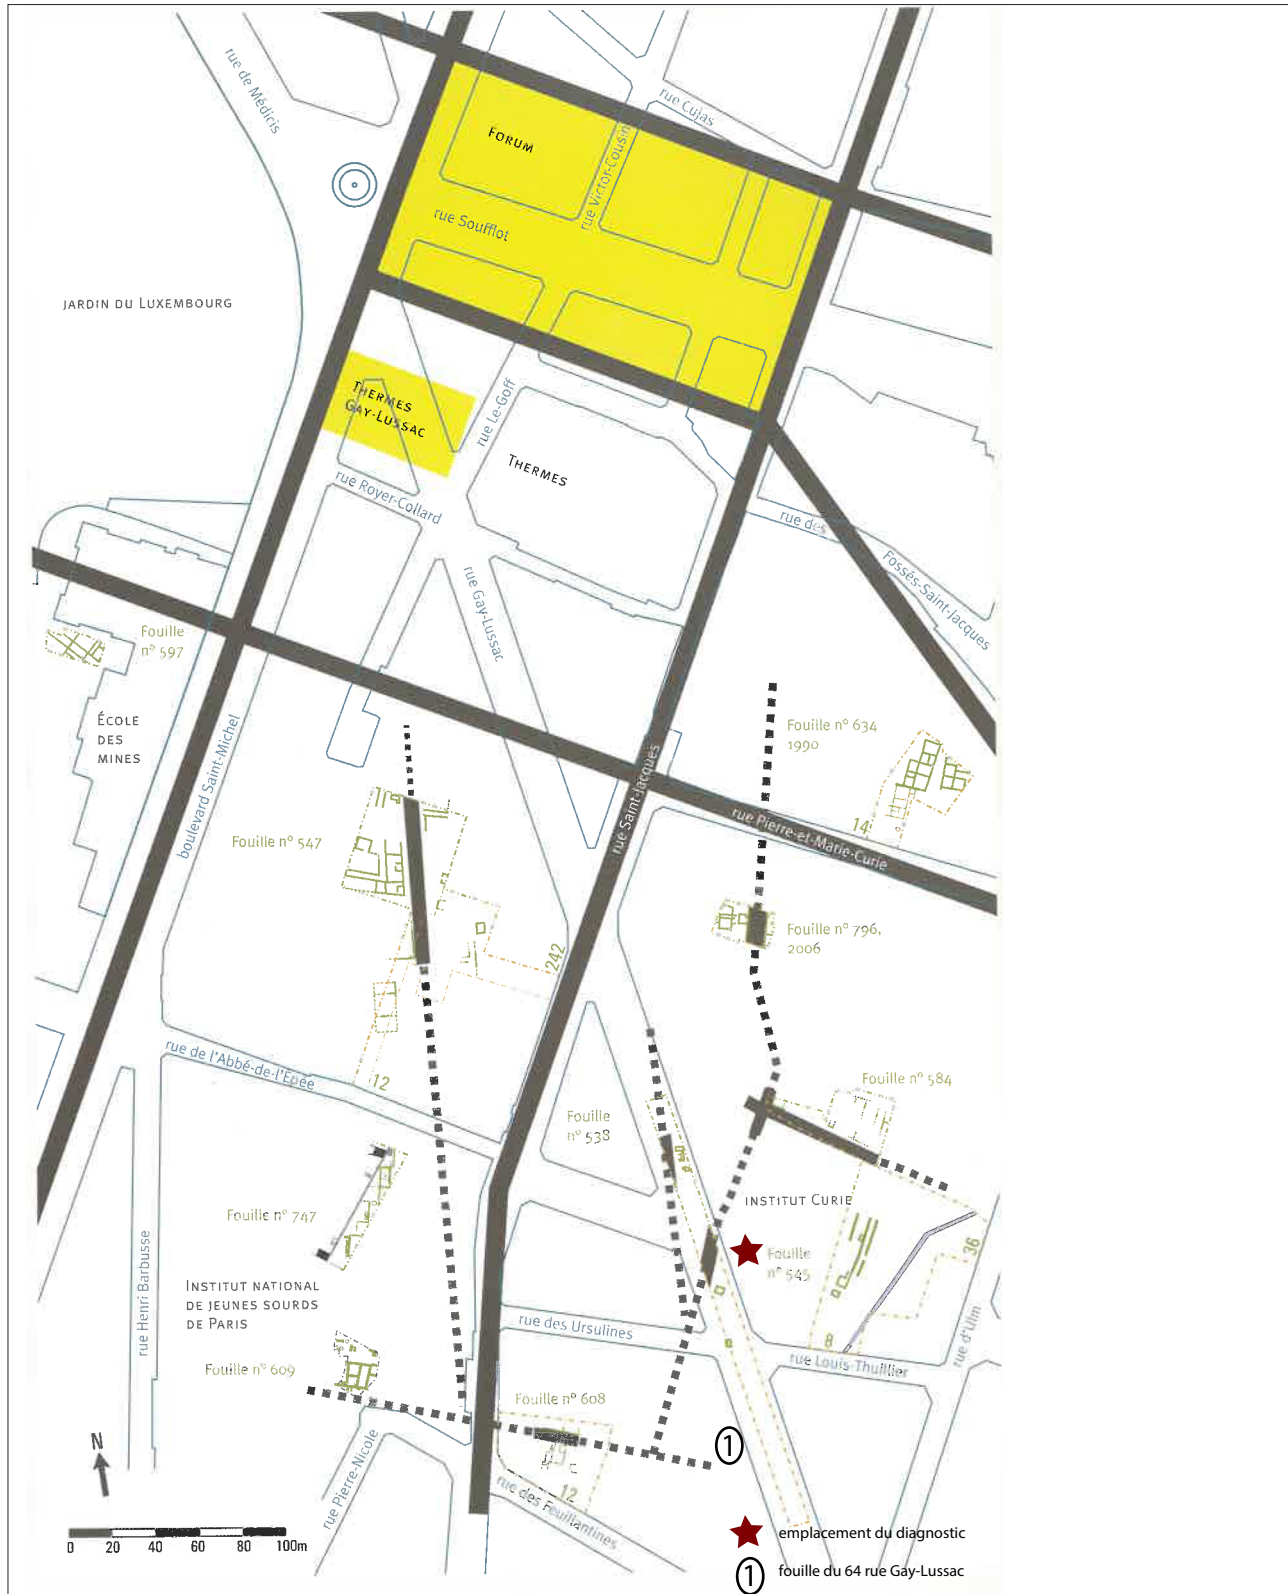 rue de Médicis
rue Cujas
FORUM
rue Victor-Cousin
rue Soufflot
JARDIN DU LUXEMBOURG
THERMES
GAY-LUSSAC
rue Le-Goff
THERMES
rue Royer-Collard
rue des
Fossés-Saint-Jacques
rue Gay-Lussac
Fouille
n° 597
ÉCOLE
DES
MINES
boulevard Saint-Michel
Fouille n° 634
1990
rue Saint-Jacques
rue Pierre-et-Marie-Curie
14
Fouille n° 547
Fouille n° 796,
2006
242
rue de l'Abbé-de-l'Epée
12
Fouille n° 584
Fouille
n° 538
INSTITUT CURIE
Fouille n° 747
Fouille
n° 545
36
INSTITUT NATIONAL
DE JEUNES SOURDS
DE PARIS
rue Henri Barbusse
rue des Ursulines
8
rue Louis-Thuillier
rue d'Ulm
Fouille n° 609
Fouille n° 608
1
N
rue Pierre-Nicole
12
rue des Feuillantines
0 20 40 60 80 100m
emplacement du diagnostic
1 fouille du 64 rue Gay-Lussac